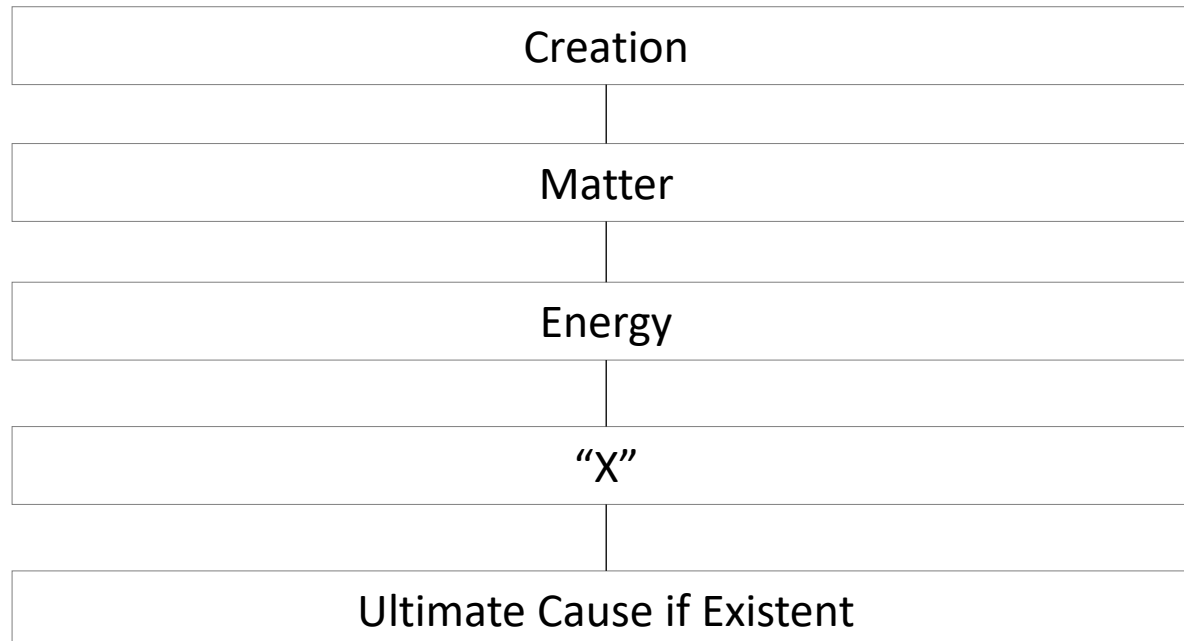 Creation
Matter
Energy
“X”
Ultimate Cause if Existent